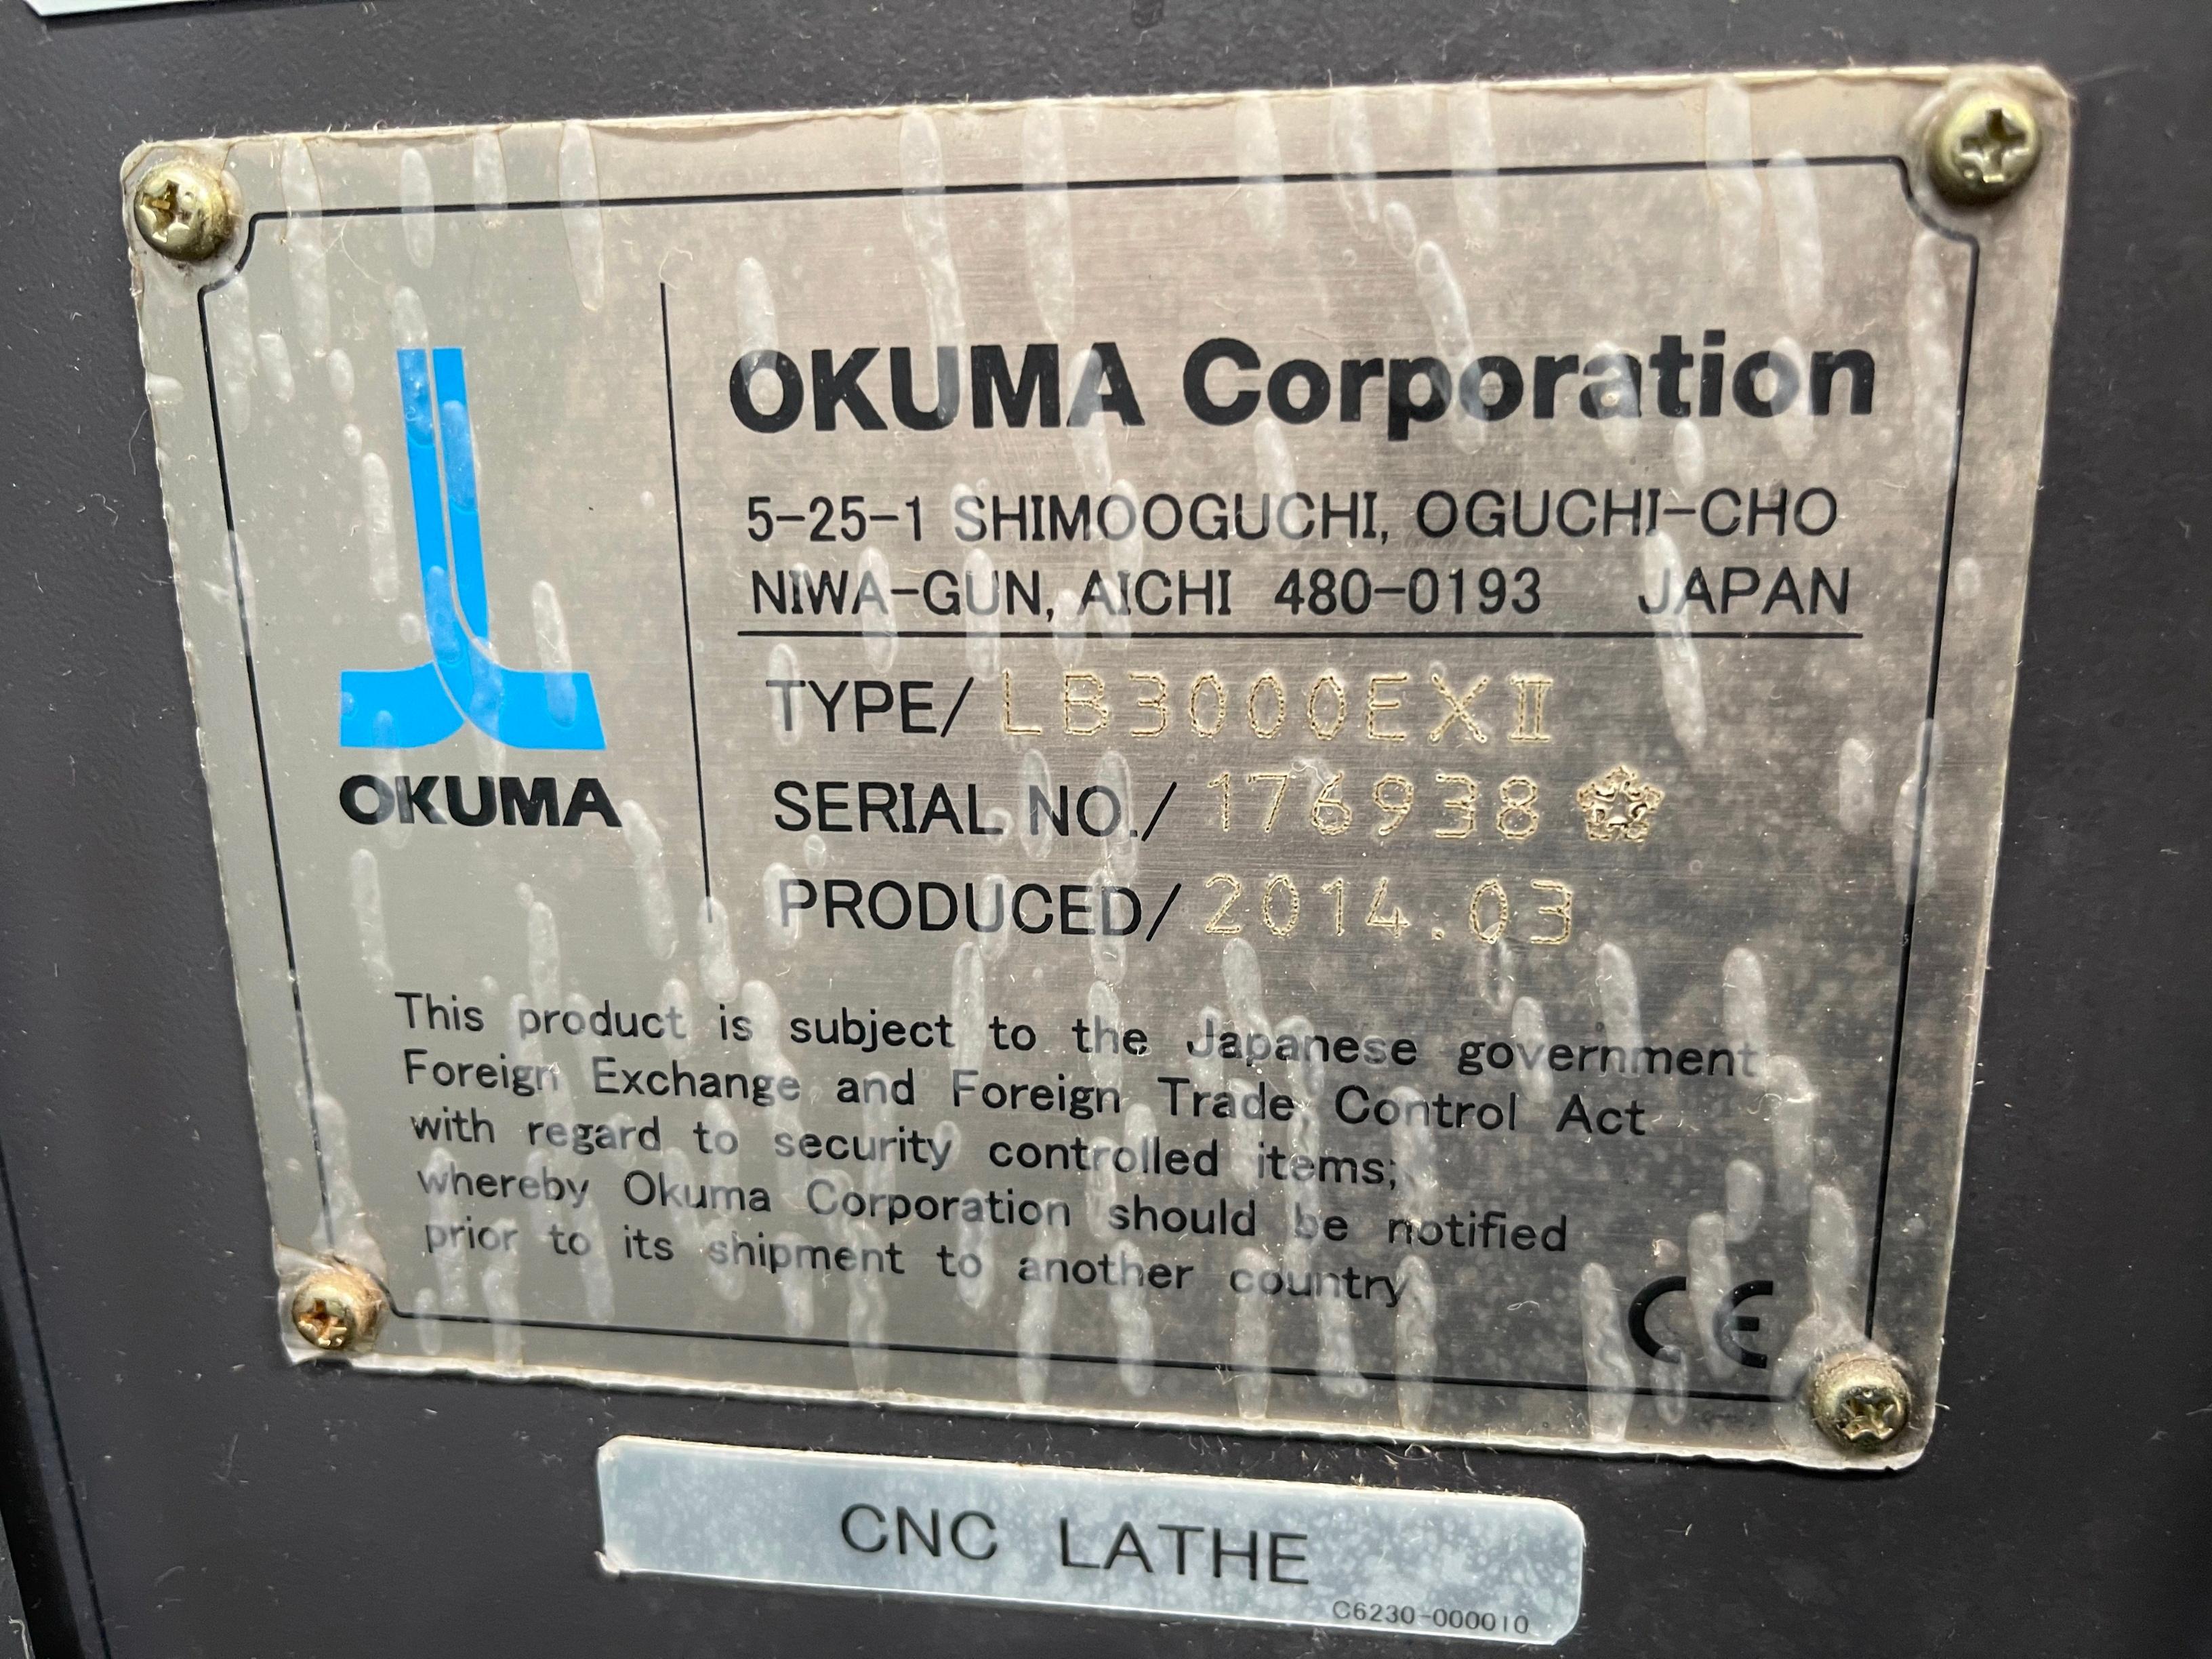 OKUMA Corporation
5-25-1 SHIMOOGUCHI, OGUCHI-CHO
NIWA-GUN, AICHI 480-0193 JAPAN
OKUMA
TYPE/ LB3000EXⅡ
SERIAL NO./ 176938
PRODUCED/ 2014.03
This product is subject to the Japanese government
Foreign Exchange and Foreign Trade Control Act
with regard to security controlled items;
whereby Okuma Corporation should be notified
prior to its shipment to another country
CE
CNC LATHE
C6230-000010